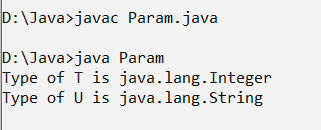 D:\Java>javac Param.java
D:\Java>java Param
Type of T is java.lang.Integer
Type of U is java.lang.String